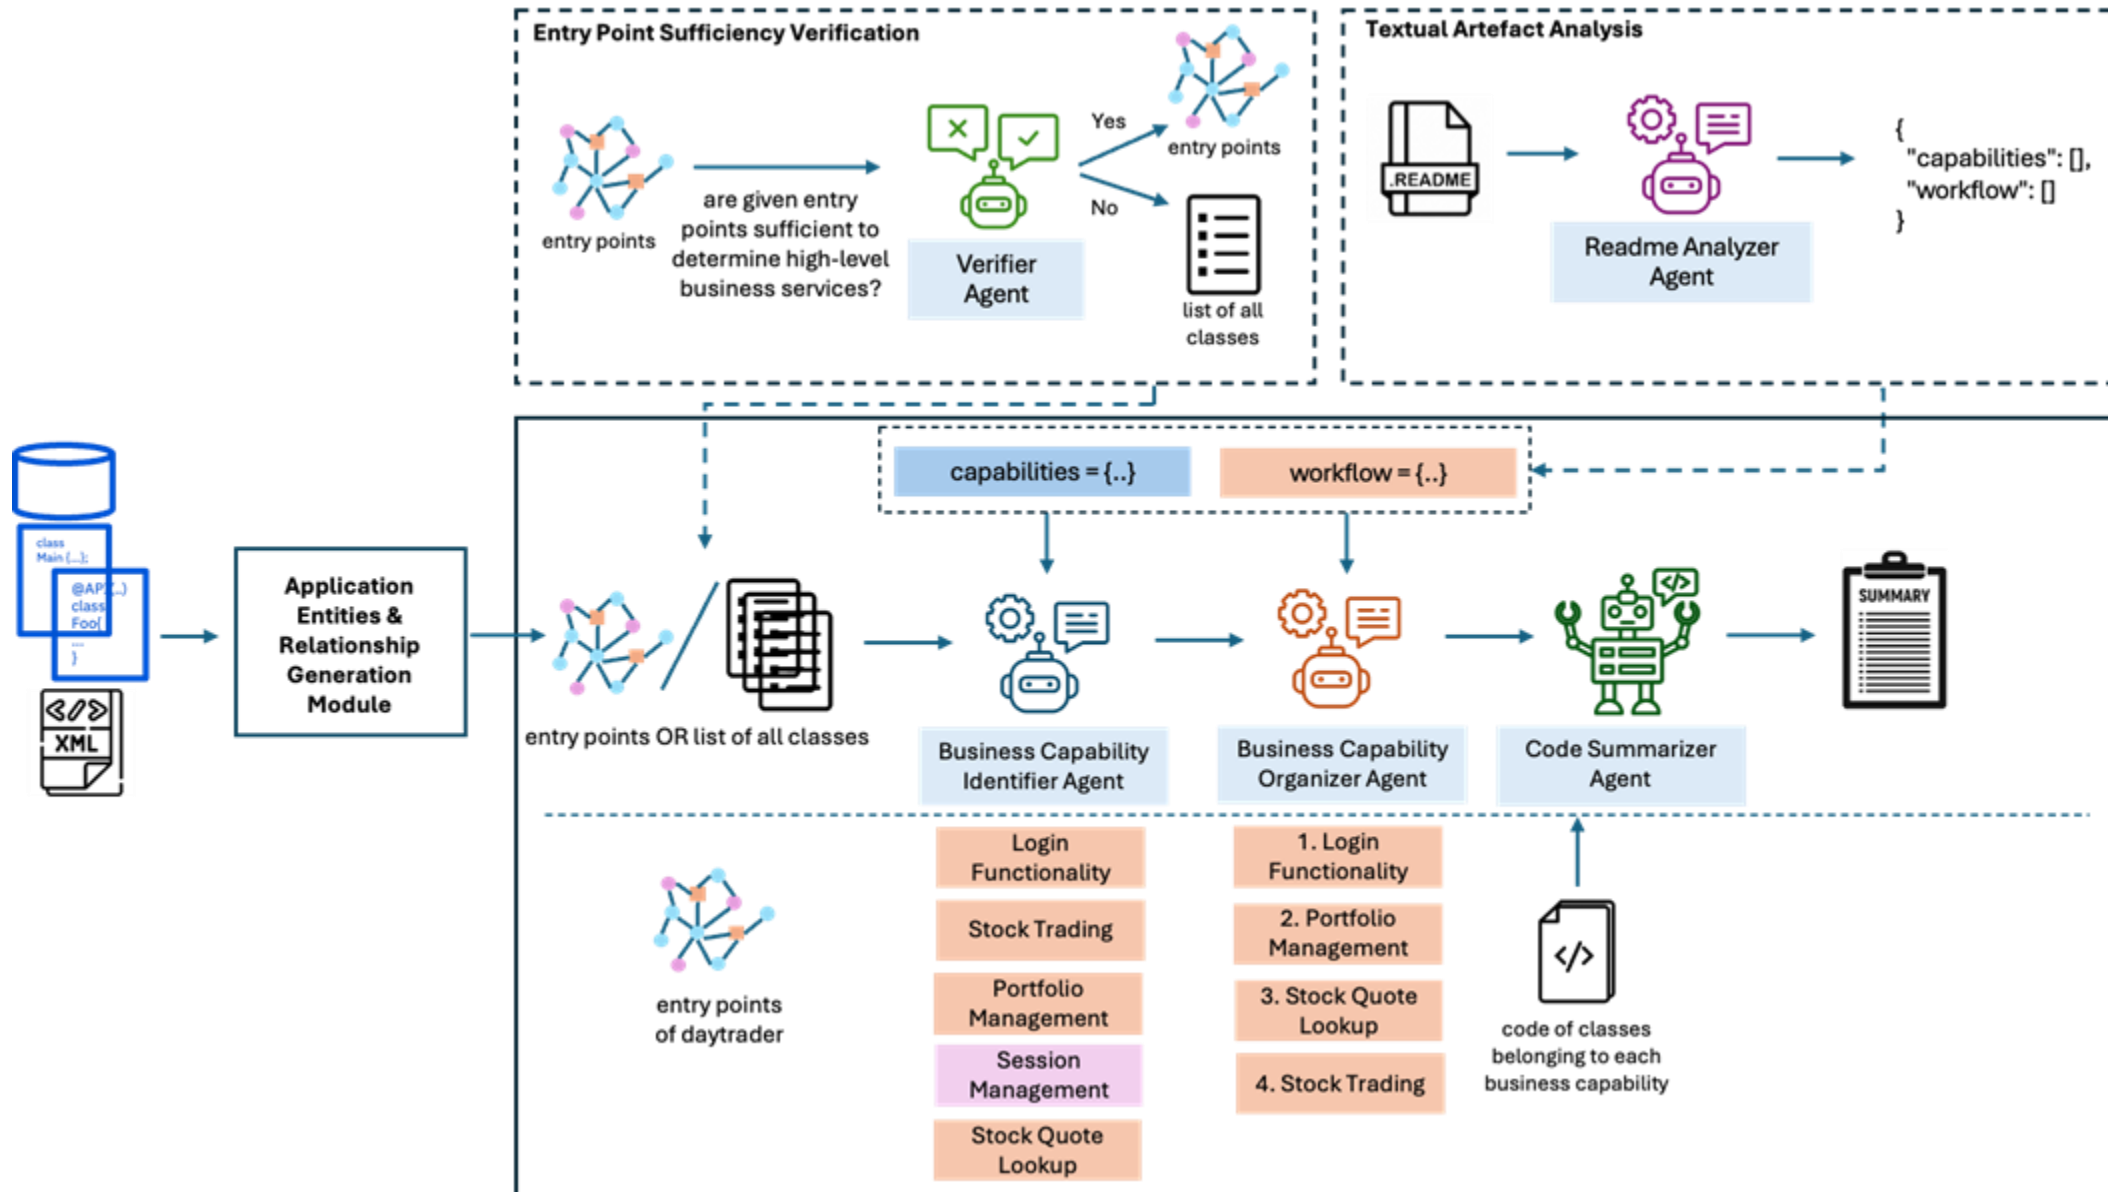 Entry Point Sufficiency Verification
entry points
are given entry
points sufficient to
determine high-level
business services?
Verifier
Agent
Yes
No
entry points
list of all
classes
Textual Artefact Analysis
.README
Readme Analyzer
Agent
{
"capabilities": [],
"workflow": []
}
class
Main {...};
@API(..)
class
Foo{
...
}
</>
XML
Application
Entities &
Relationship
Generation
Module
capabilities = {..}
workflow = {..}
entry points OR list of all classes
Business Capability
Identifier Agent
Business Capability
Organizer Agent
</>
Code Summarizer
Agent
SUMMARY
entry points
of daytrader
Login
Functionality
Stock Trading
Portfolio
Management
Session
Management
Stock Quote
Lookup
1. Login
Functionality
2. Portfolio
Management
3. Stock Quote
Lookup
4. Stock Trading
</>
code of classes
belonging to each
business capability